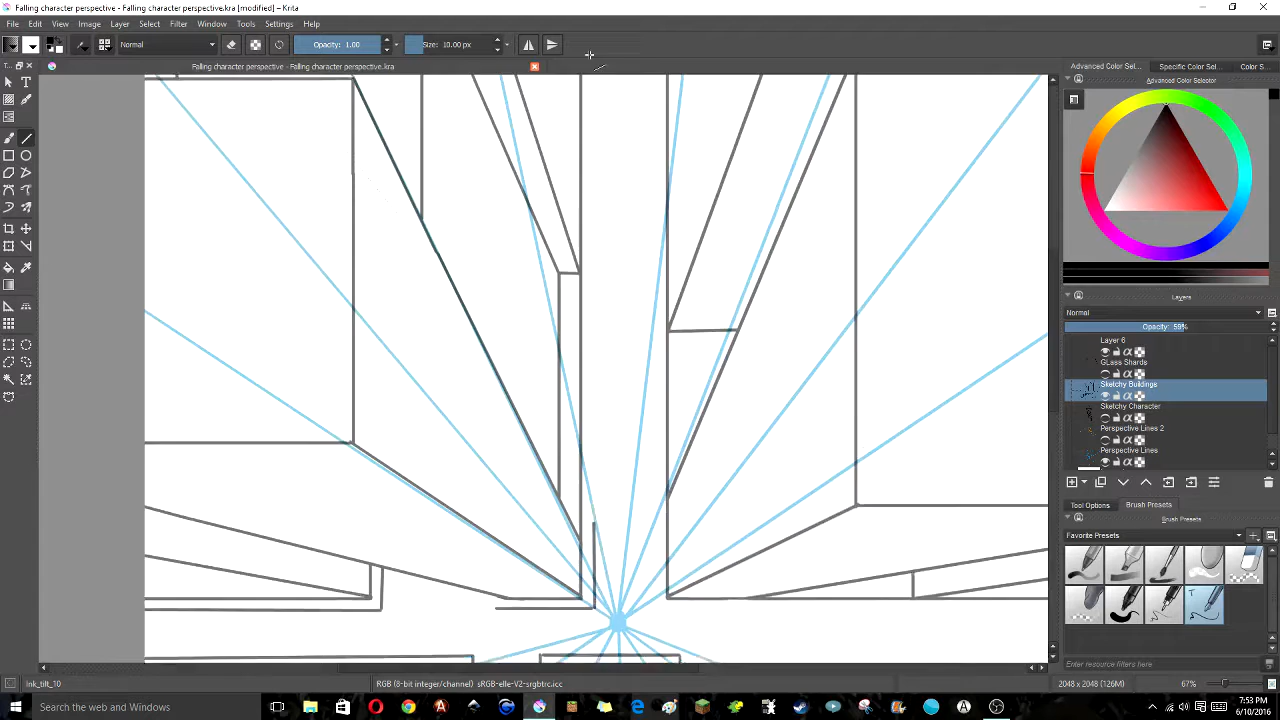 Falling character perspective - Falling character perspective.kra [modified] - Krita
File Edit View Image Layer Select Filter Window Tools Settings Help
Normal Opacity: 1.00 Size: 10.00 px
Falling character perspective - Falling character perspective.kra
Advanced Color Sel... Specific Color Sel... Color S...
Advanced Color Selector
Layers
Normal
Opacity: 59%
Layer 6
GLass Shards
Sketchy Buildings
Sketchy Character
Perspective Lines 2
Perspective Lines
Tool Options Brush Presets
Brush Presets
Favorite Presets
Enter resource filters here
ink_tilt_10 RGB (8-bit integer/channel) sRGB-elle-V2-srgbtrc.icc 2048 x 2048 (126M) 67%
Search the web and Windows
7:53 PM
6/10/2016